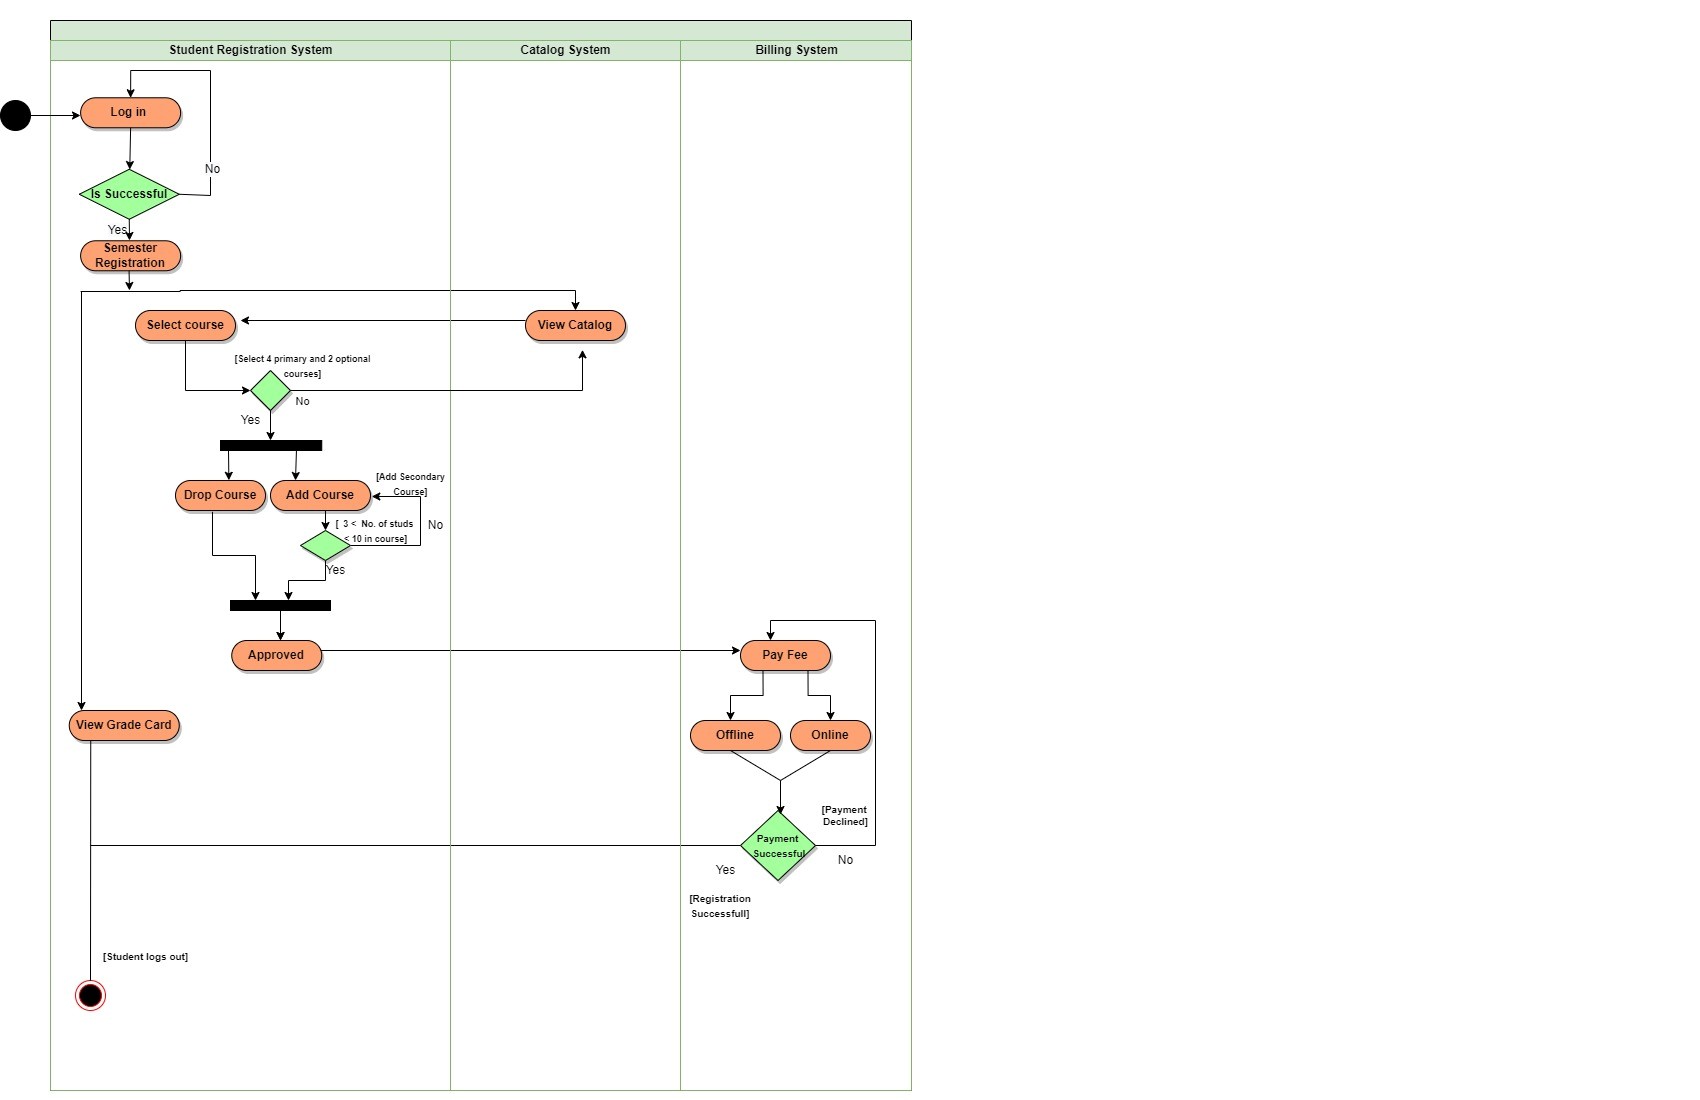 Student Registration System
Catalog System
Billing System
Log in
No
Is Successful
Yes
Semester
Registration
Select course
View Catalog
[Select 4 primary and 2 optional
courses]
No
Yes
[Add Secondary
Course]
Drop Course
Add Course
[ 3 < No. of studs
< 10 in course]
No
Yes
Approved
Pay Fee
View Grade Card
Offline
Online
[Payment
Declined]
Payment
Successful
No
Yes
[Registration
Successfull]
[Student logs out]